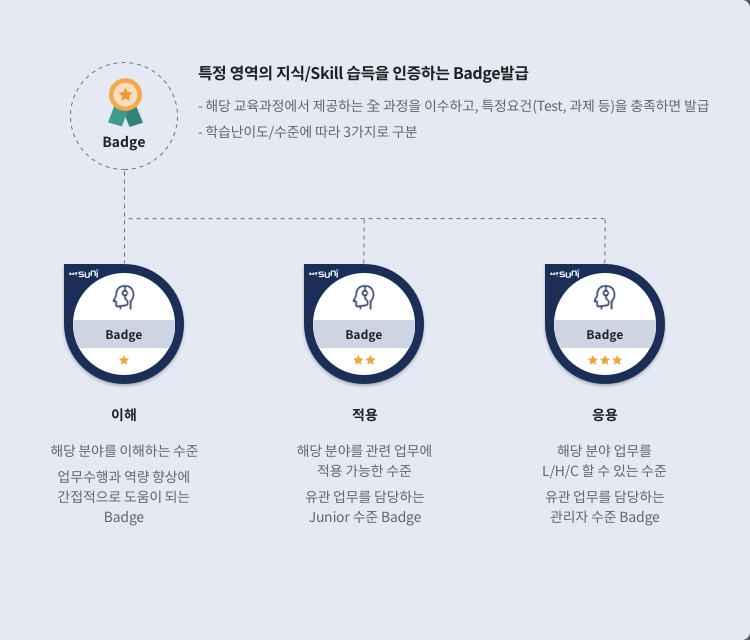 특정 영역의 지식/Skill 습득을 인증하는 Badge발급
- 해당 교육과정에서 제공하는 全 과정을 이수하고, 특정요건(Test, 과제 등)을 충족하면 발급
- 학습난이도/수준에 따라 3가지로 구분
Badge
mySUNI
Badge
이해
해당 분야를 이해하는 수준
업무수행과 역량 향상에
간접적으로 도움이 되는
Badge
mySUNI
Badge
적용
해당 분야를 관련 업무에
적용 가능한 수준
유관 업무를 담당하는
Junior 수준 Badge
mySUNI
Badge
응용
해당 분야 업무를
L/H/C 할 수 있는 수준
유관 업무를 담당하는
관리자 수준 Badge